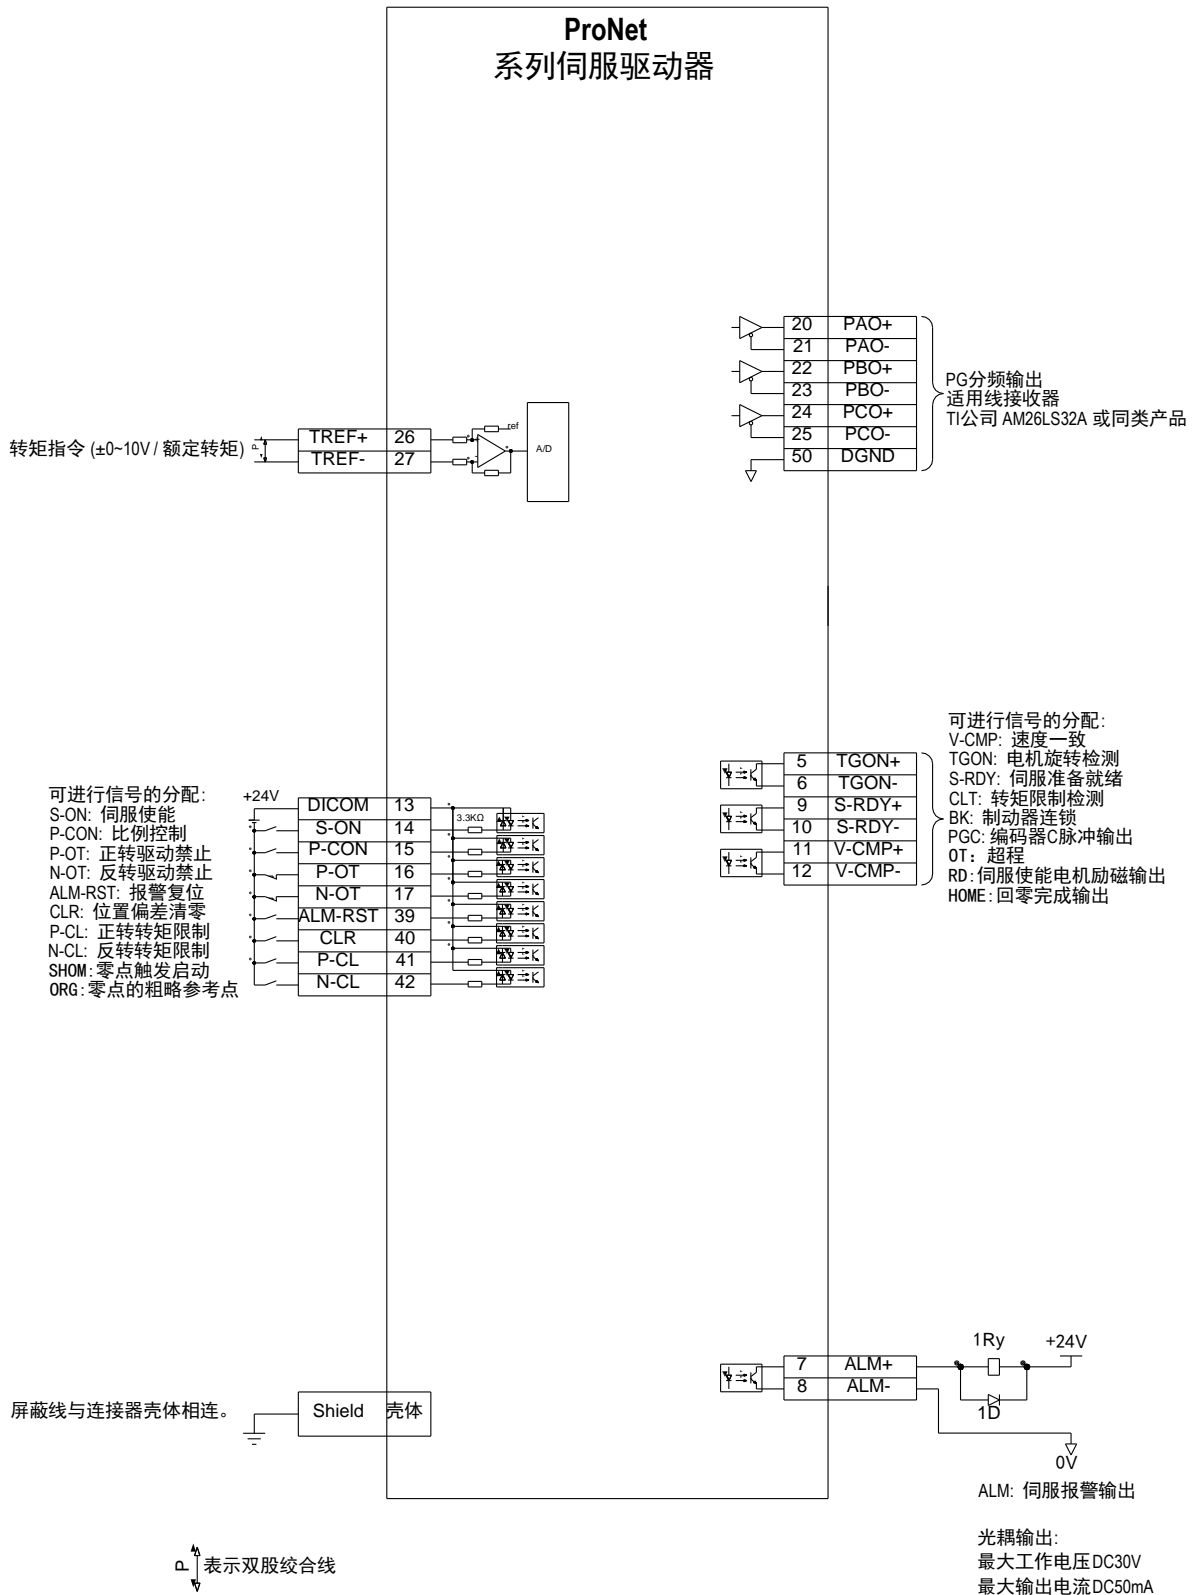 ProNet
系列伺服驱动器
转矩指令 (±0~10V / 额定转矩)
P
TREF+ 26
TREF- 27
ref
A/D
20 PAO+
21 PAO-
22 PBO+
23 PBO-
24 PCO+
25 PCO-
50 DGND
PG分频输出
适用线接收器
TI公司 AM26LS32A 或同类产品
可进行信号的分配:
S-ON: 伺服使能
P-CON: 比例控制
P-OT: 正转驱动禁止
N-OT: 反转驱动禁止
ALM-RST: 报警复位
CLR: 位置偏差清零
P-CL: 正转转矩限制
N-CL: 反转转矩限制
SHOM:零点触发启动
ORG:零点的粗略参考点
+24V
DICOM 13
S-ON 14
P-CON 15
P-OT 16
N-OT 17
ALM-RST 39
CLR 40
P-CL 41
N-CL 42
3.3KΩ
5 TGON+
6 TGON-
9 S-RDY+
10 S-RDY-
11 V-CMP+
12 V-CMP-
可进行信号的分配:
V-CMP: 速度一致
TGON: 电机旋转检测
S-RDY: 伺服准备就绪
CLT: 转矩限制检测
BK: 制动器连锁
PGC: 编码器C脉冲输出
OT: 超程
RD:伺服使能电机励磁输出
HOME:回零完成输出
7 ALM+
8 ALM-
1Ry
+24V
1D
0V
ALM: 伺服报警输出
屏蔽线与连接器壳体相连。
Shield 壳体
P 表示双股绞合线
光耦输出:
最大工作电压DC30V
最大输出电流DC50mA